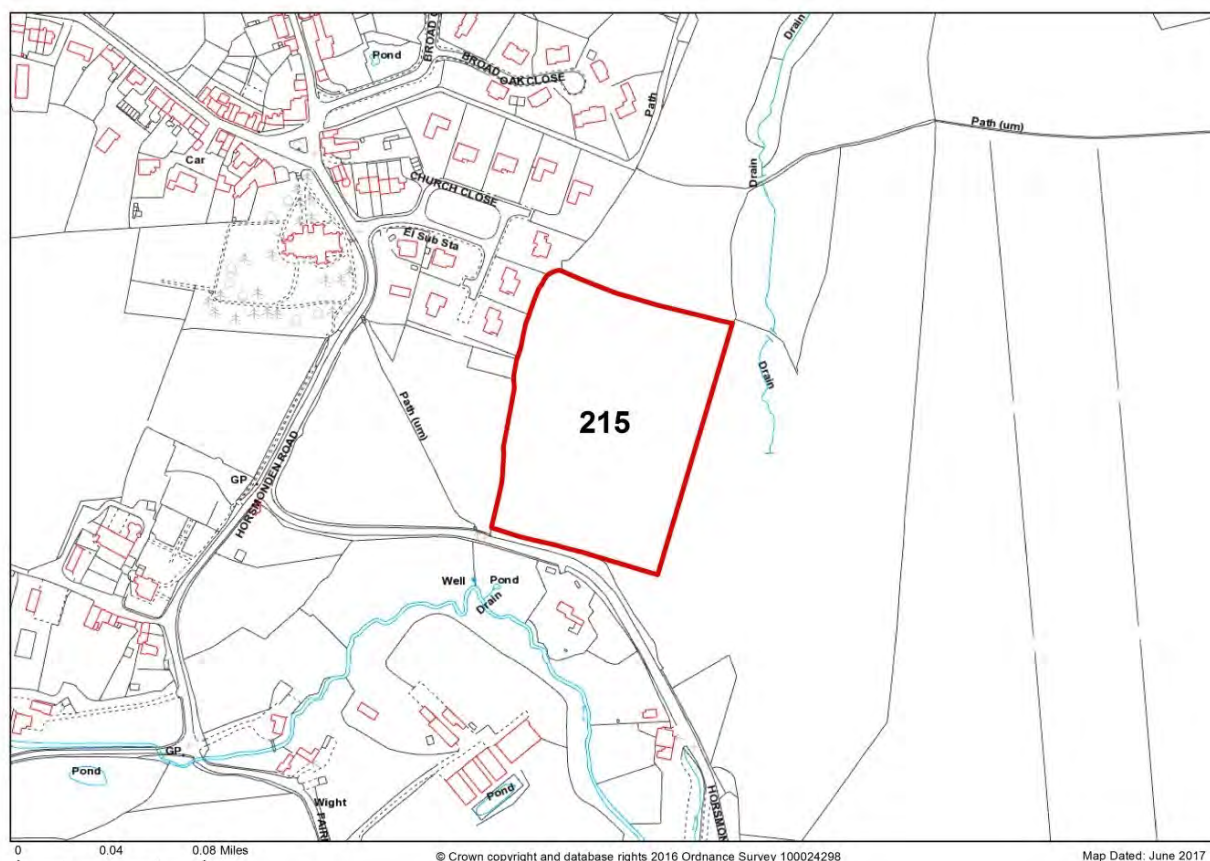 Drain
BROAD
Pond
BROAD OAK CLOSE
Path
Path (um)
Car
Drain
CHURCH CLOSE
El Sub Sta
Drain
Path (um)
215
GP
HORSMONDEN ROAD
Well
Pond
Drain
GP
Pond
Wight
Pond
0 0.04 0.08 Miles
© Crown copyright and database rights 2016 Ordnance Survey 100024298
Map Dated: June 2017